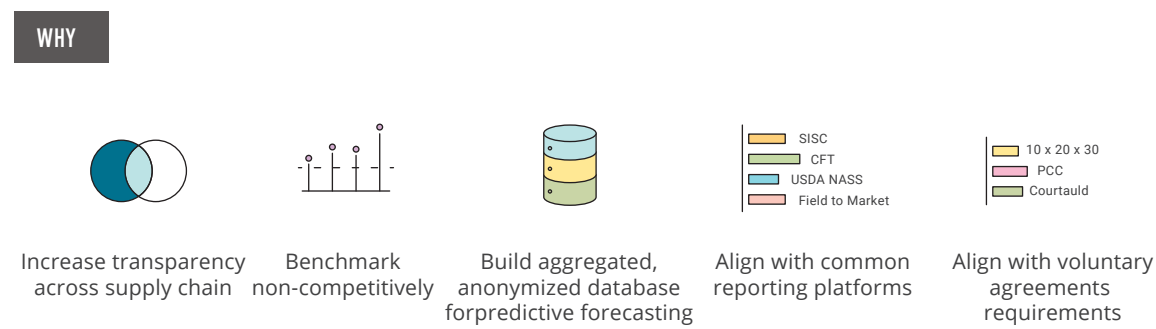 WHY
SISC
CFT
USDA NASS
Field to Market
10 x 20 x 30
PCC
Courtauld
Increase transparency
across supply chain
Benchmark
non-competitively
Build aggregated,
anonymized database
forpredictive forecasting
Align with common
reporting platforms
Align with voluntary
agreements
requirements